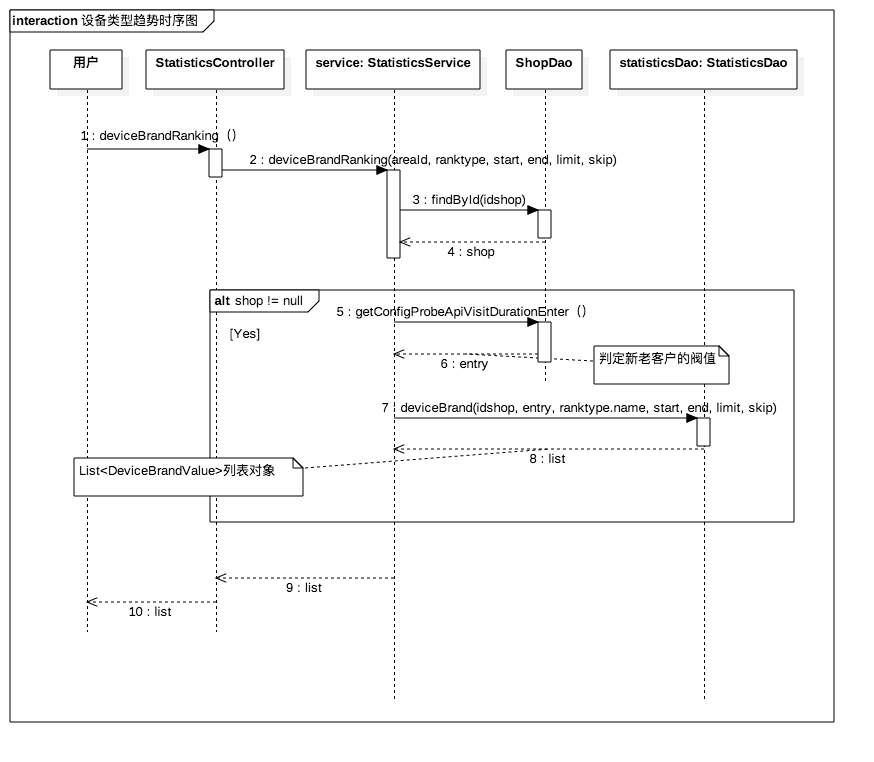 interaction 设备类型趋势时序图
用户
StatisticsController
service: StatisticsService
ShopDao
statisticsDao: StatisticsDao
1 : deviceBrandRanking（）
2 : deviceBrandRanking(areaId, ranktype, start, end, limit, skip)
3 : findById(idshop)
4 : shop
alt shop != null
5 : getConfigProbeApiVisitDurationEnter（）
[Yes]
6 : entry
判定新老客户的阀值
7 : deviceBrand(idshop, entry, ranktype.name, start, end, limit, skip)
8 : list
List<DeviceBrandValue>列表对象
9 : list
10 : list